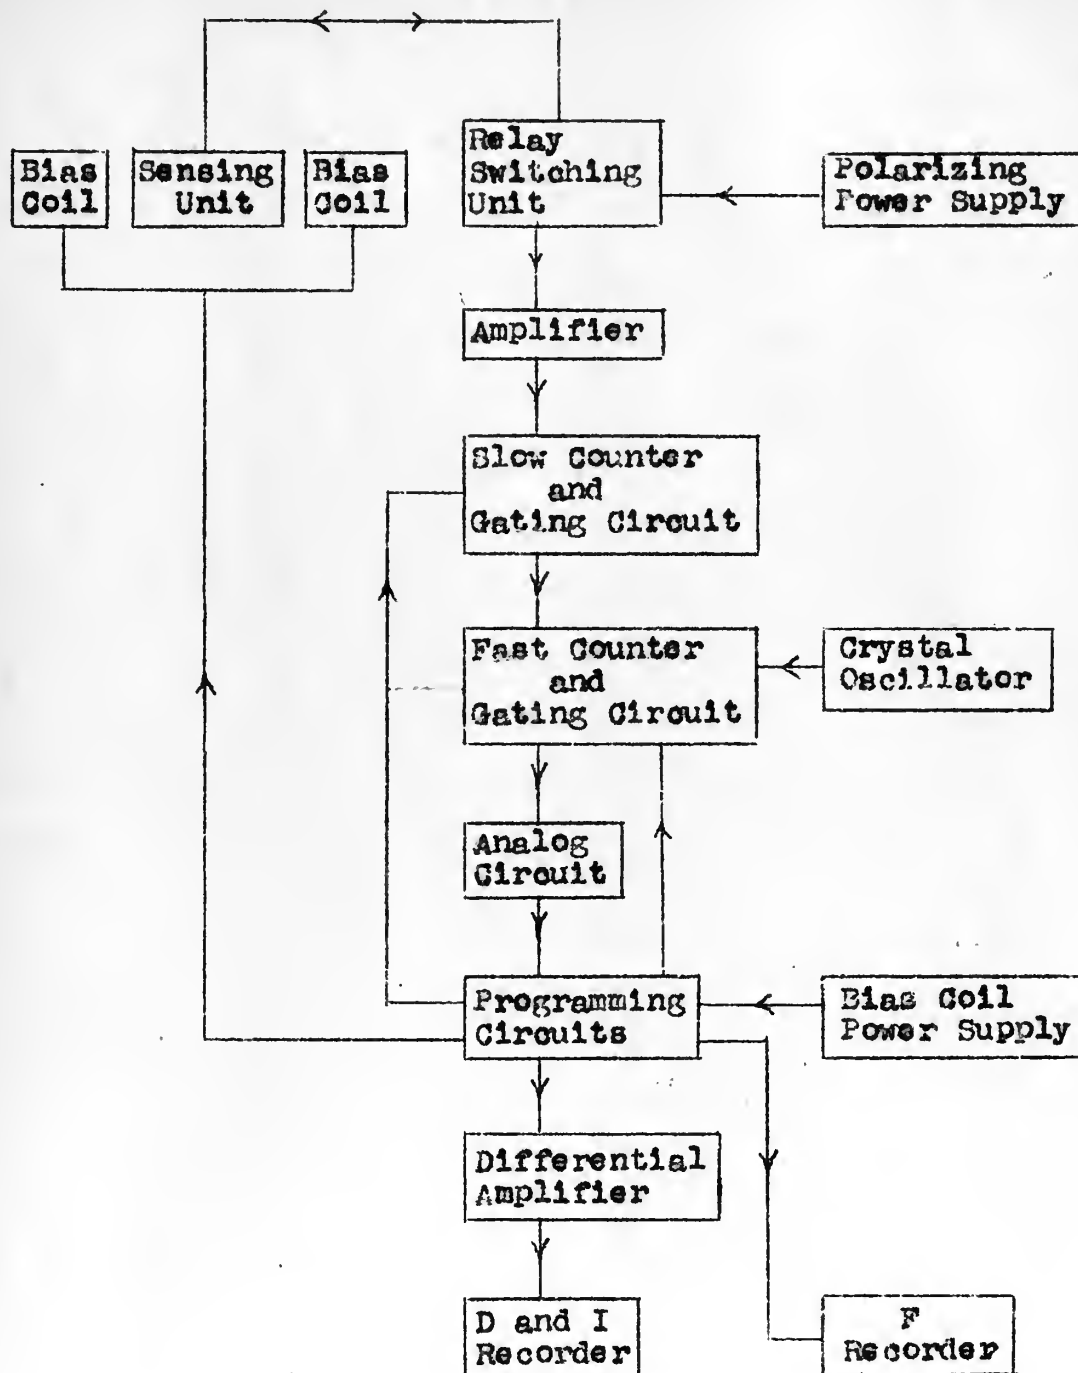 Bias
Coil
Sensing
Unit
Bias
Coil
Relay
Switching
Unit
Polarizing
Power Supply
Amplifier
Slow Counter
and
Gating Circuit
Fast Counter
and
Gating Circuit
Crystal
Oscillator
Analog
Circuit
Programming
Circuits
Bias Coil
Power Supply
Differential
Amplifier
D and I
Recorder
F
Recorder